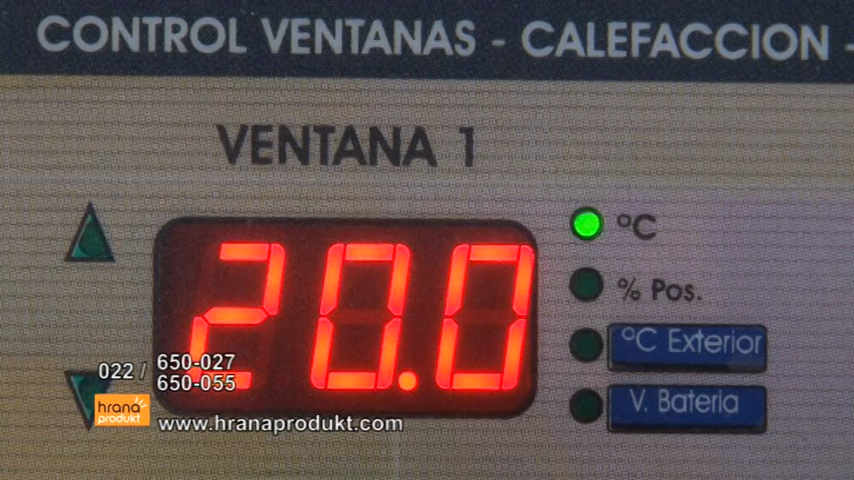 CONTROL VENTANAS - CALEFACCION -
VENTANA 1
20.0
ºC
% Pos.
ºC Exterior
V. Bateria
022 / 650-027
650-055
hrana
produkt
www.hranaprodukt.com